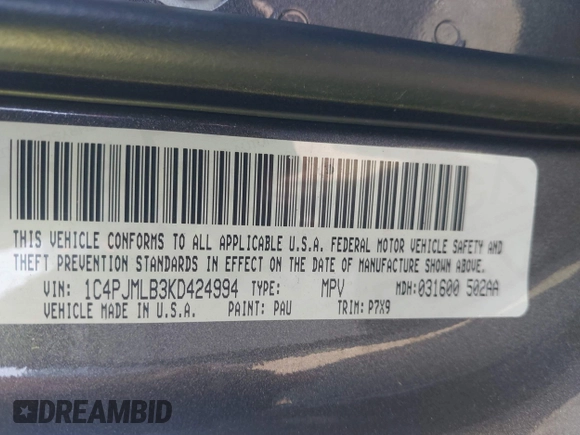 THIS VEHICLE CONFORMS TO ALL APPLICABLE U.S.A. FEDERAL MOTOR VEHICLE SAFETY AND
THEFT PREVENTION STANDARDS IN EFFECT ON THE DATE OF MANUFACTURE SHOWN ABOVE.
VIN: 1C4PJMLB3KD424994 TYPE: MPV MDH:031600 502AA
VEHICLE MADE IN U.S.A. PAINT: PAU TRIM: P7X9
DREAMBID